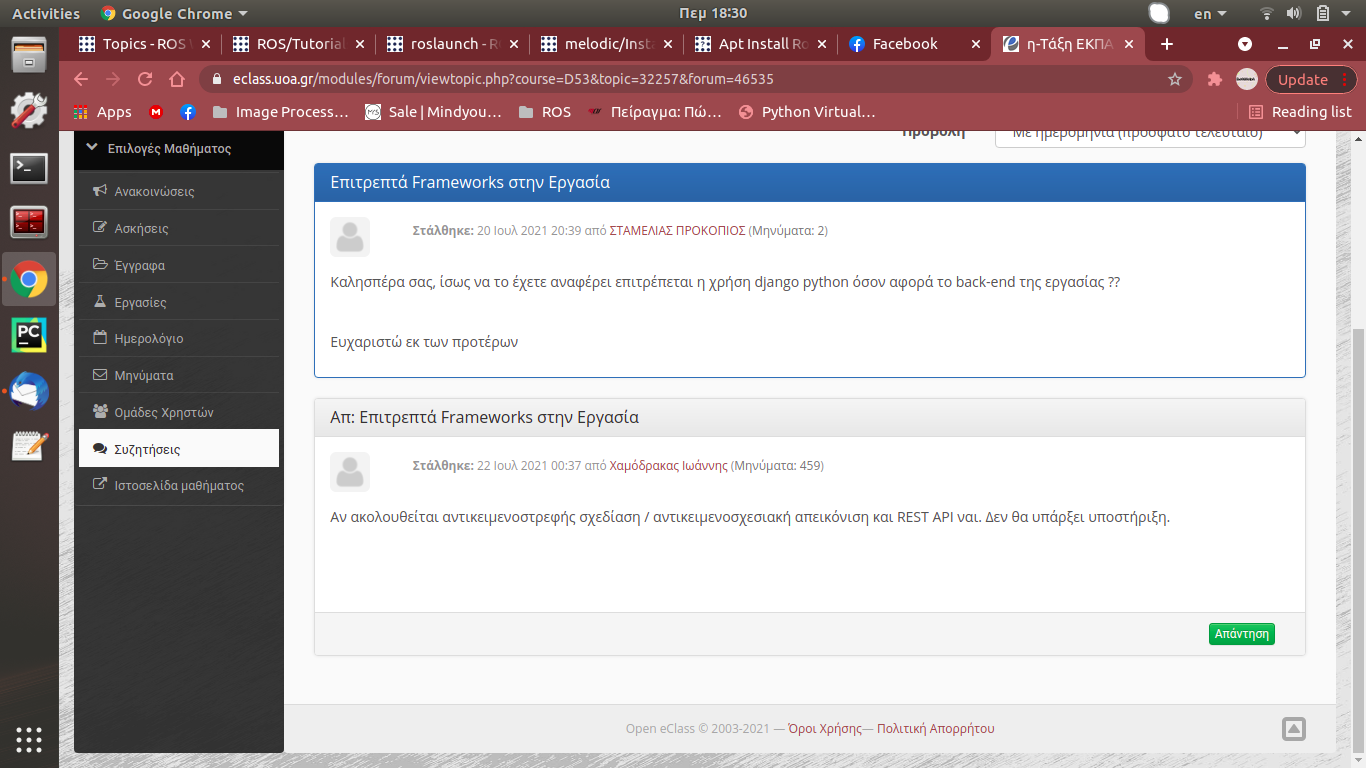 Activities Google Chrome Πεμ 18:30 en
Topics - ROS ROS/Tutorial roslaunch - R melodic/Insta Apt Install Ro Facebook η-Τάξη ΕΚΠΑ
eclass.uoa.gr/modules/forum/viewtopic.php?course=D53&topic=32257&forum=46535 Update
Apps Image Process… Sale | Mindyou… ROS Πείραγμα: Πώ… Python Virtual… Reading list
Επιλογές Μαθήματος
Προβολή Με ημερομηνία (πρόσφατο τελευταίο)
Ανακοινώσεις
Ασκήσεις
Έγγραφα
Εργασίες
Ημερολόγιο
Μηνύματα
Ομάδες Χρηστών
Συζητήσεις
Ιστοσελίδα μαθήματος
Επιτρεπτά Frameworks στην Εργασία
Στάλθηκε: 20 Ιουλ 2021 20:39 από ΣΤΑΜΕΛΙΑΣ ΠΡΟΚΟΠΙΟΣ (Μηνύματα: 2)
Καλησπέρα σας, ίσως να το έχετε αναφέρει επιτρέπεται η χρήση django python όσον αφορά το back-end της εργασίας ??
Ευχαριστώ εκ των προτέρων
Απ: Επιτρεπτά Frameworks στην Εργασία
Στάλθηκε: 22 Ιουλ 2021 00:37 από Χαμόδρακας Ιωάννης (Μηνύματα: 459)
Αν ακολουθείται αντικειμενοστρεφής σχεδίαση / αντικειμενοσχεσιακή απεικόνιση και REST API ναι. Δεν θα υπάρξει υποστήριξη.
Απάντηση
Open eClass © 2003-2021 — Όροι Χρήσης— Πολιτική Απορρήτου
PC